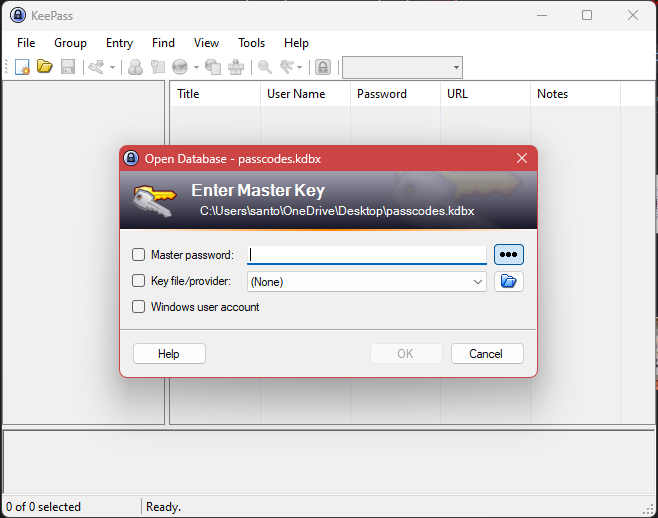 KeePass
File Group Entry Find View Tools Help
Title User Name Password URL Notes
Open Database - passcodes.kdbx
Enter Master Key
C:\Users\santo\OneDrive\Desktop\passcodes.kdbx
Master password:
Key file/provider: (None)
Windows user account
Help OK Cancel
0 of 0 selected Ready.